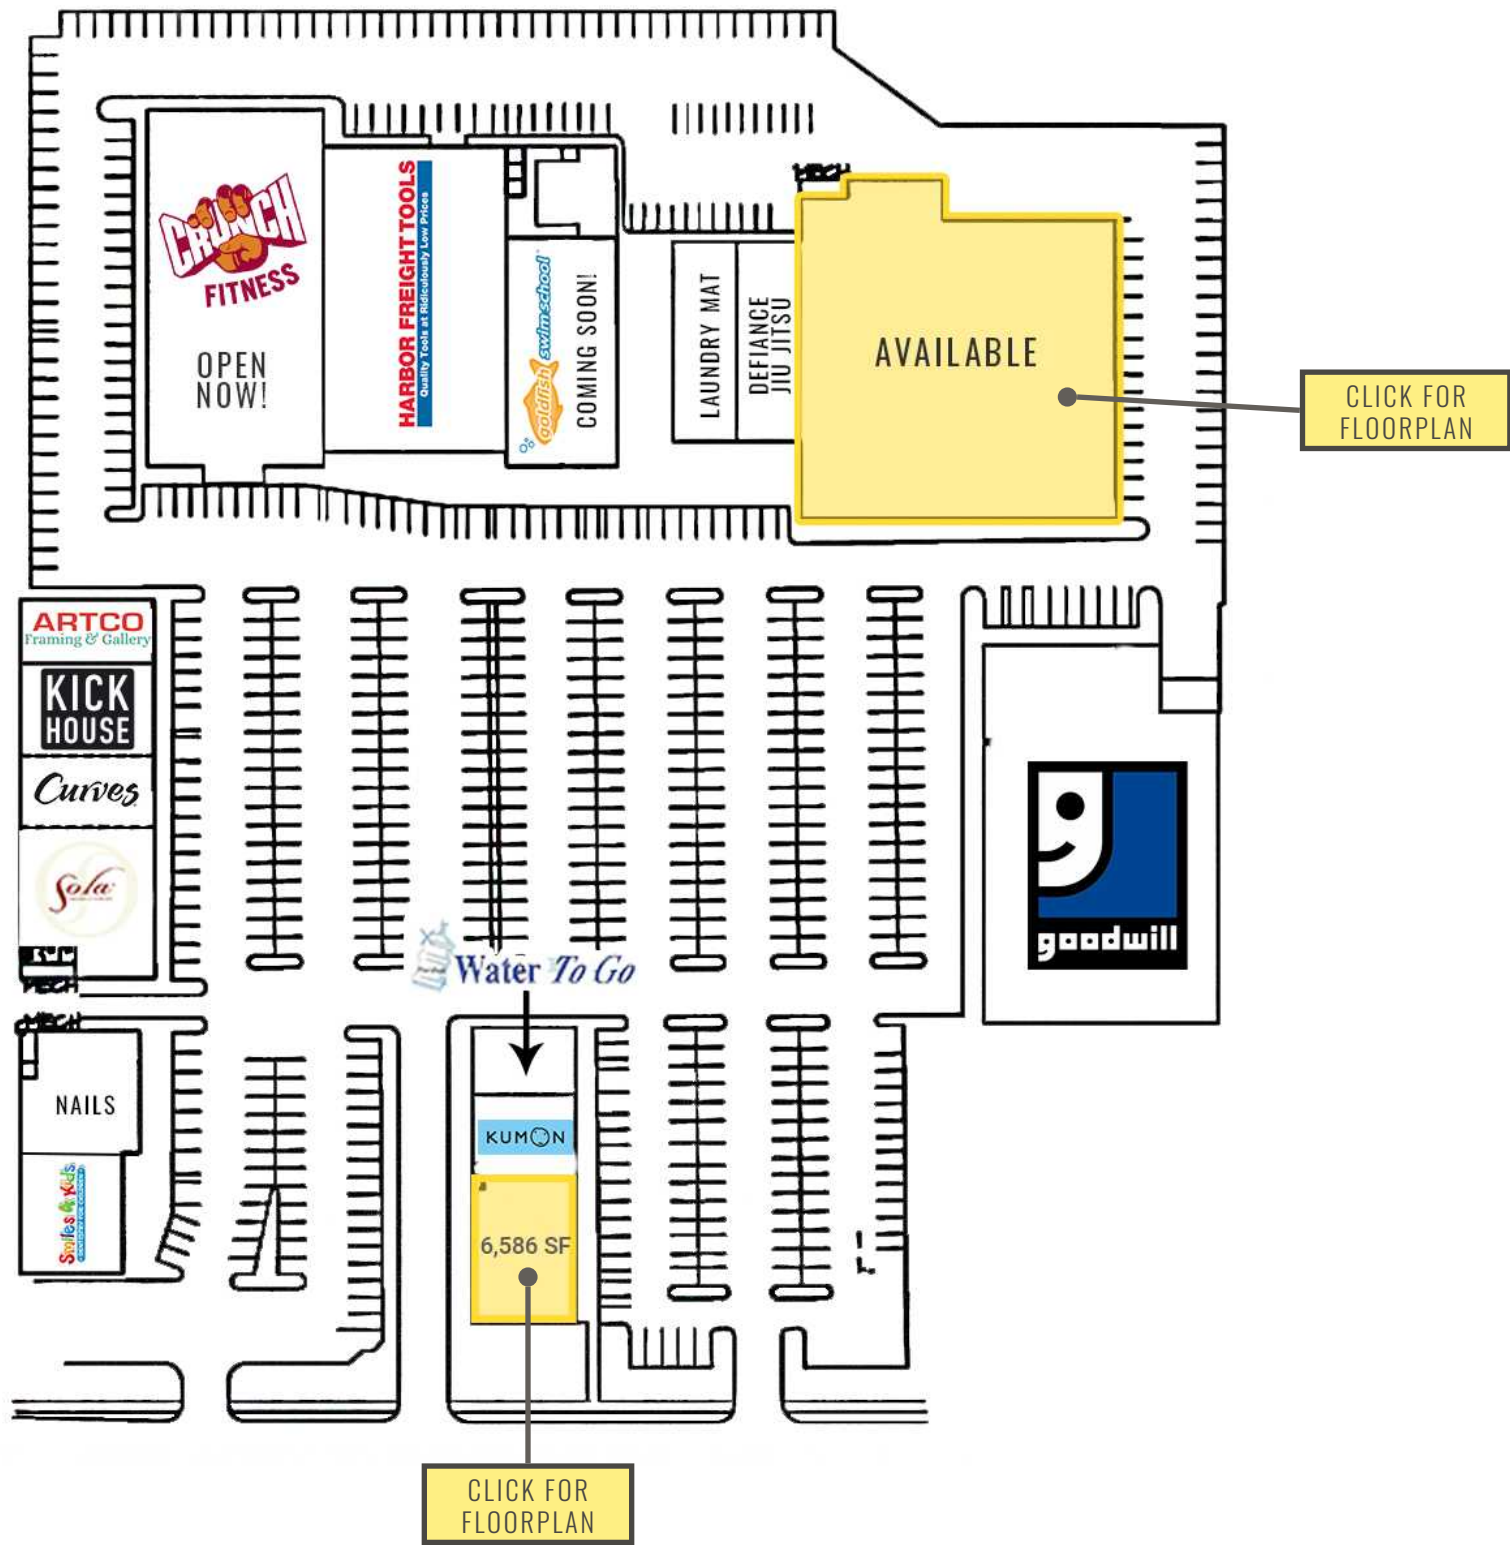 MECH
CRUNCH
FITNESS
OPEN
NOW!
HARBOR FREIGHT TOOLS
Quality Tools at Ridiculously Low Prices
goldfish swim school
COMING SOON!
LAUNDRY MAT
DEFIANCE
JIU JITSU
AVAILABLE
CLICK FOR
FLOORPLAN
ARTCO
Framing & Gallery
KICK
HOUSE
Curves
Sola
goodwill
MECH
MECH
Water To Go
NAILS
KUMON
Smiles 4 Kids
6,586 SF
CLICK FOR
FLOORPLAN